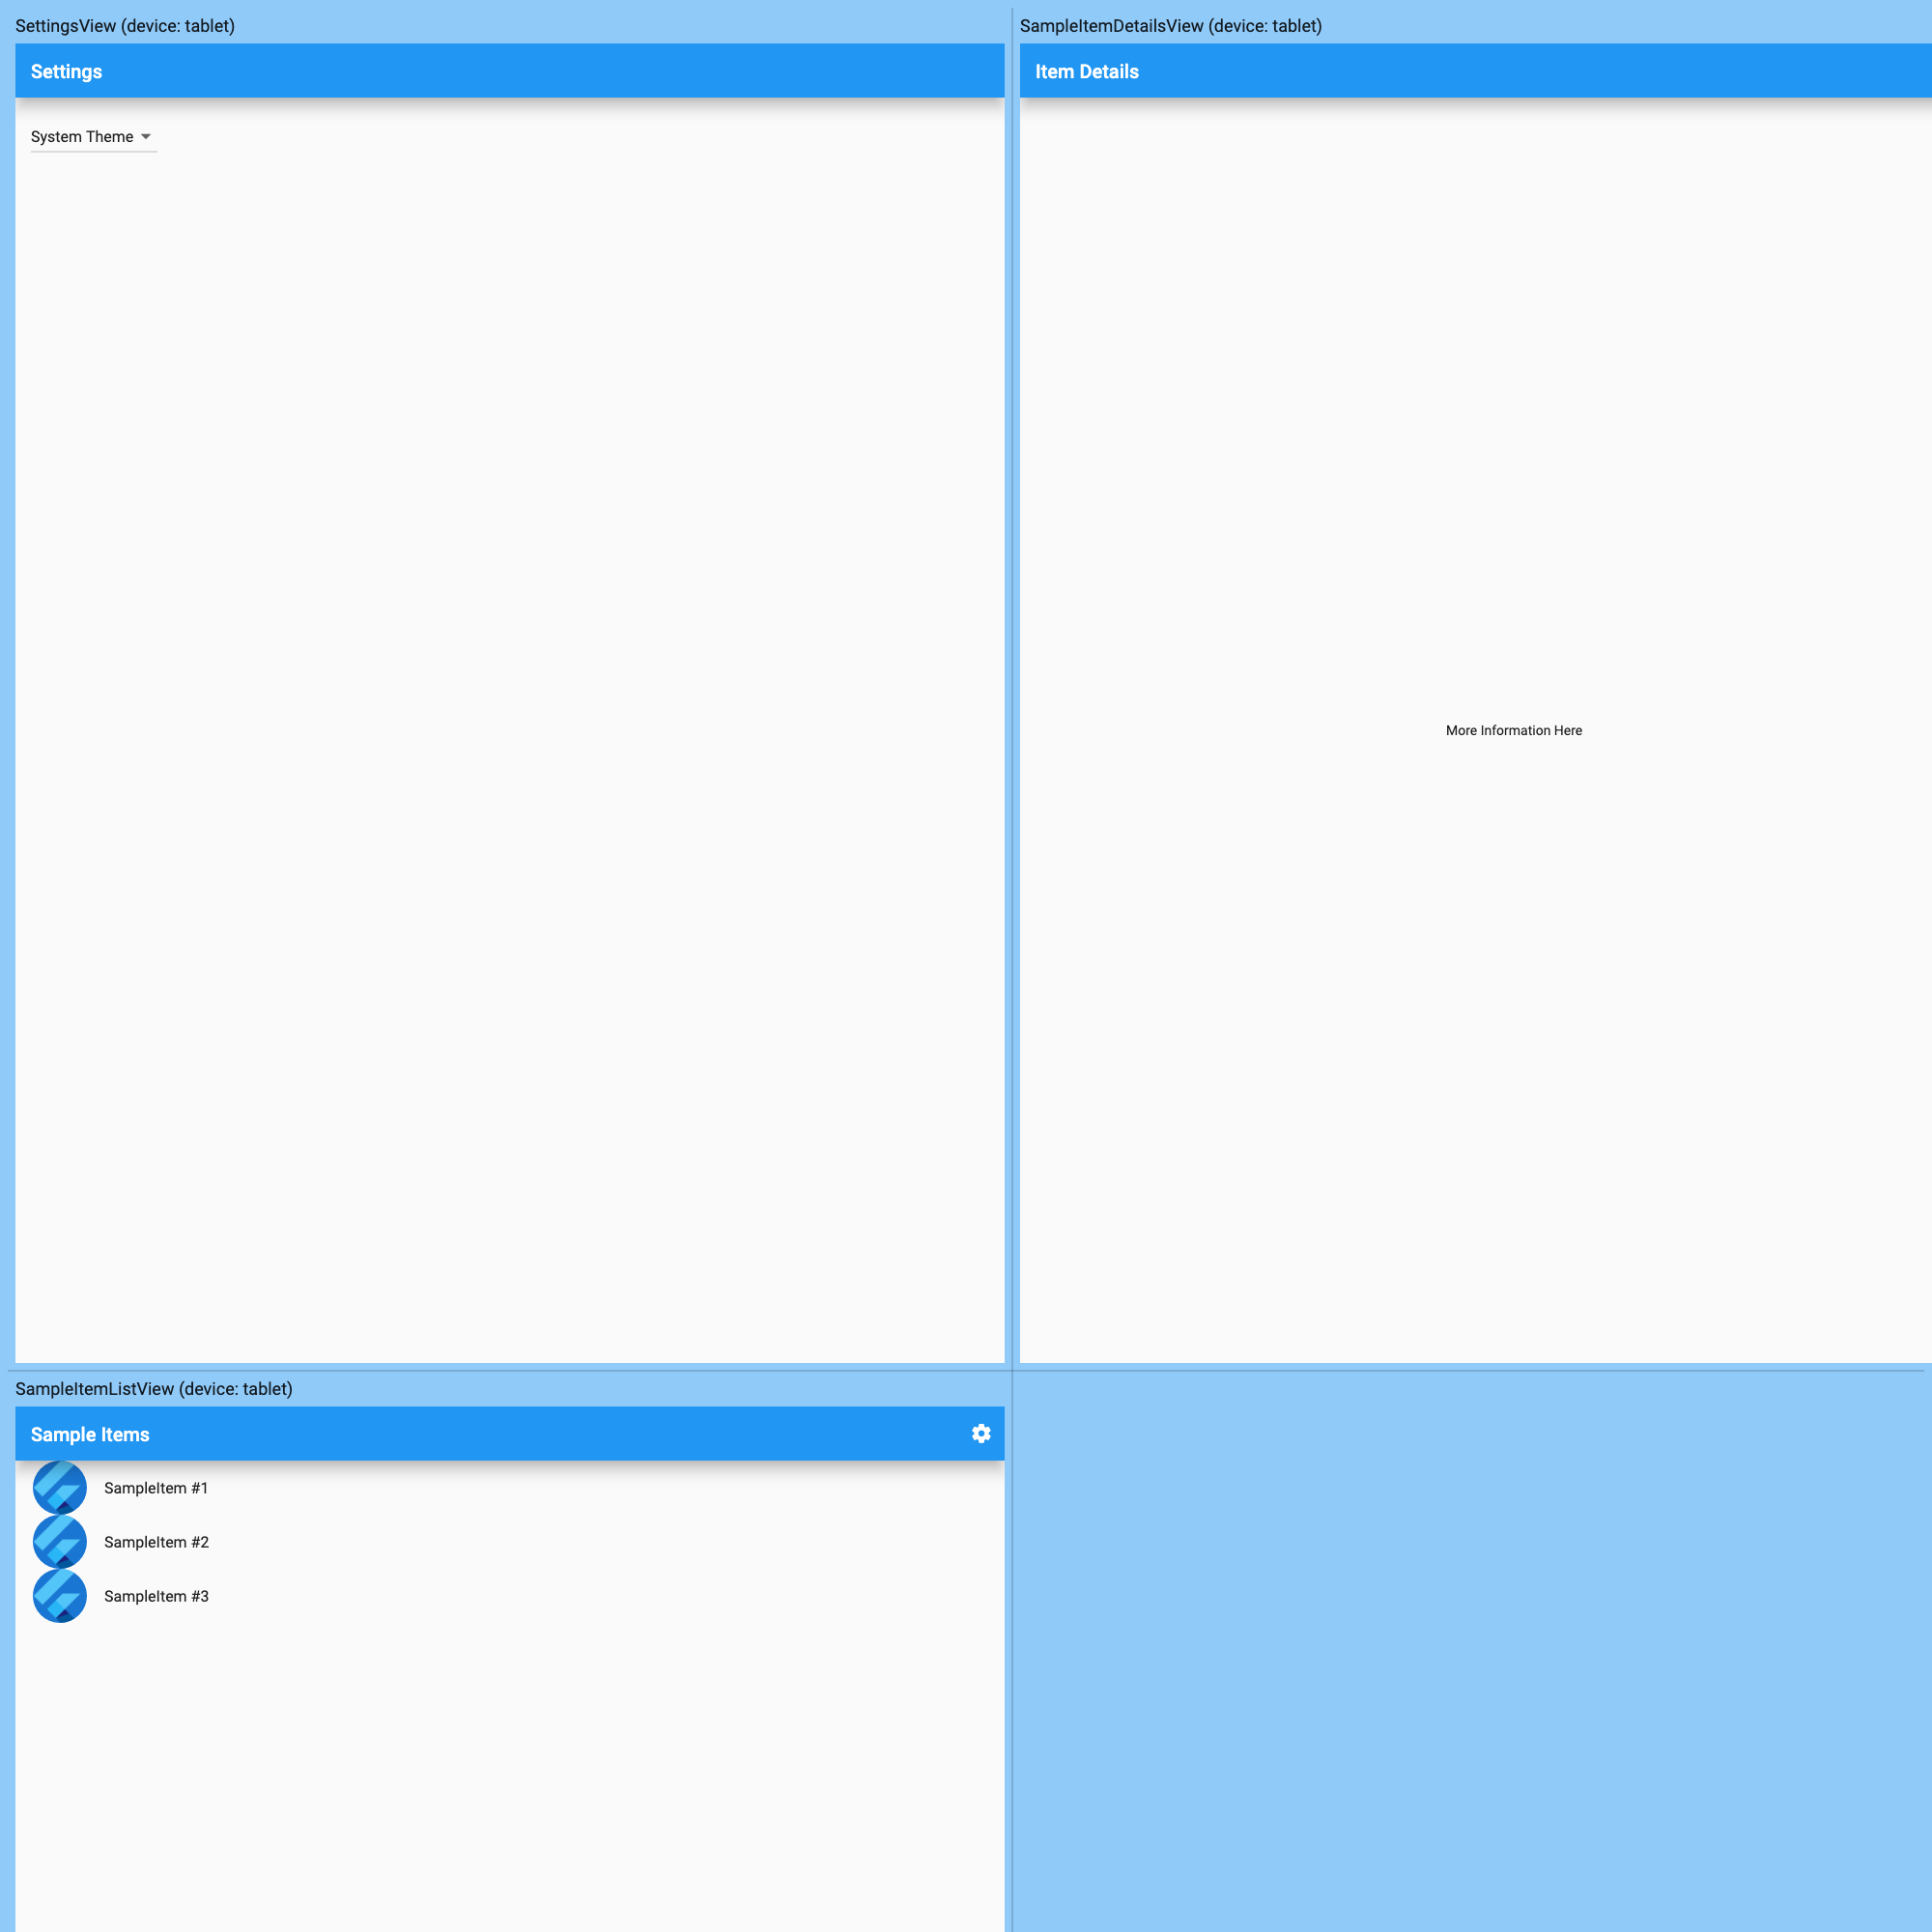 SettingsView (device: tablet)
Settings
System Theme
SampleItemDetailsView (device: tablet)
Item Details
More Information Here
SampleItemListView (device: tablet)
Sample Items
SampleItem #1
SampleItem #2
SampleItem #3